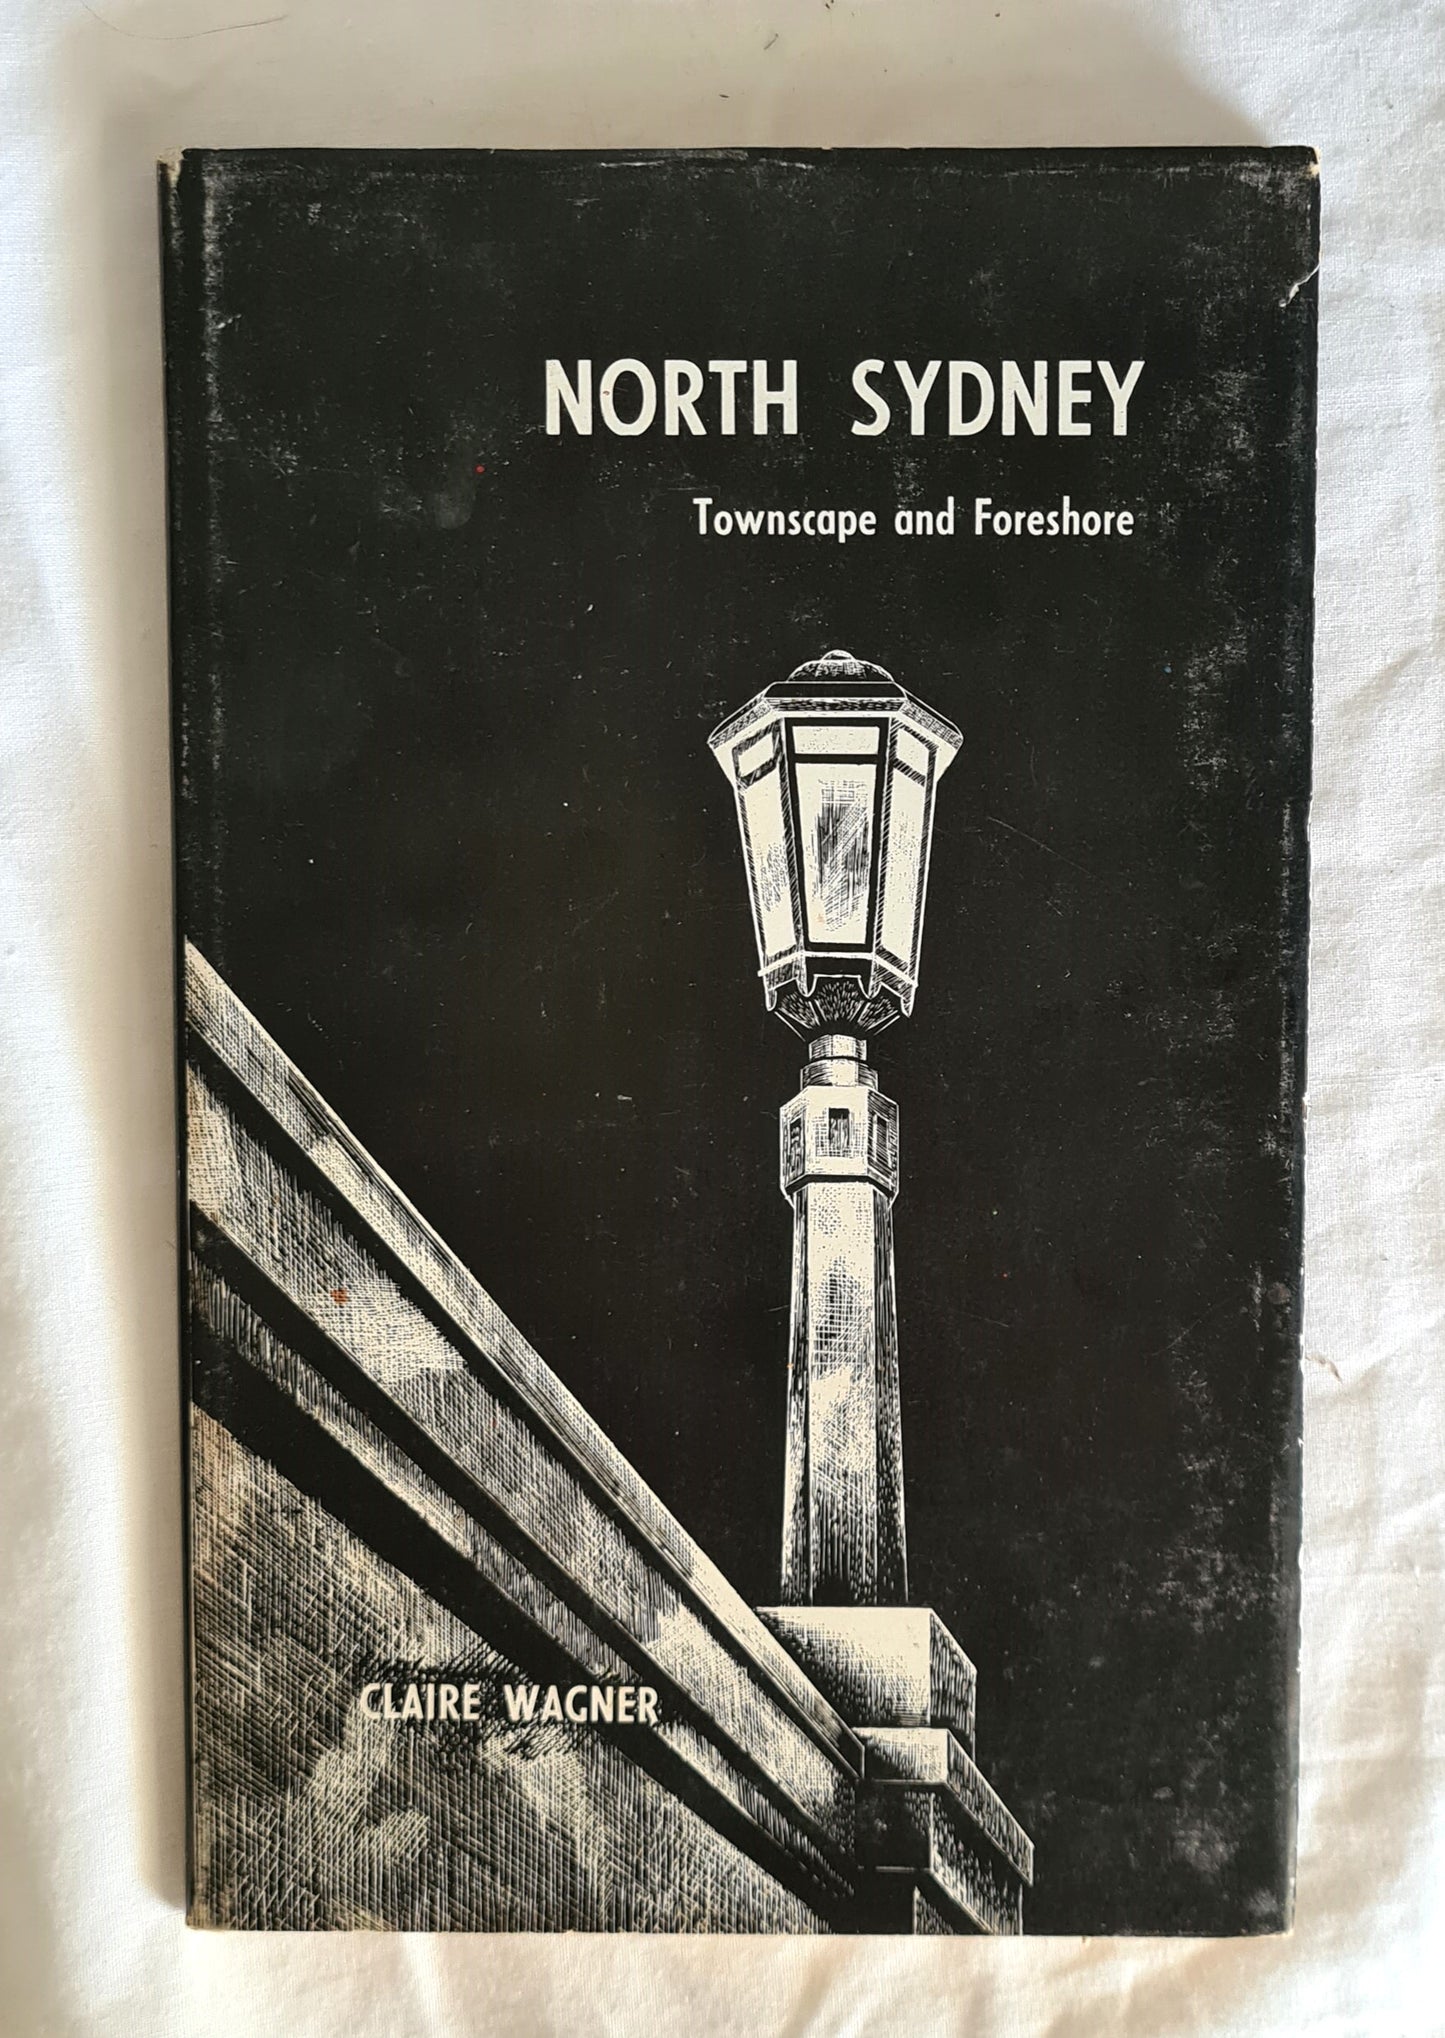 NORTH SYDNEY
Townscape and Foreshore
CLAIRE WAGNER